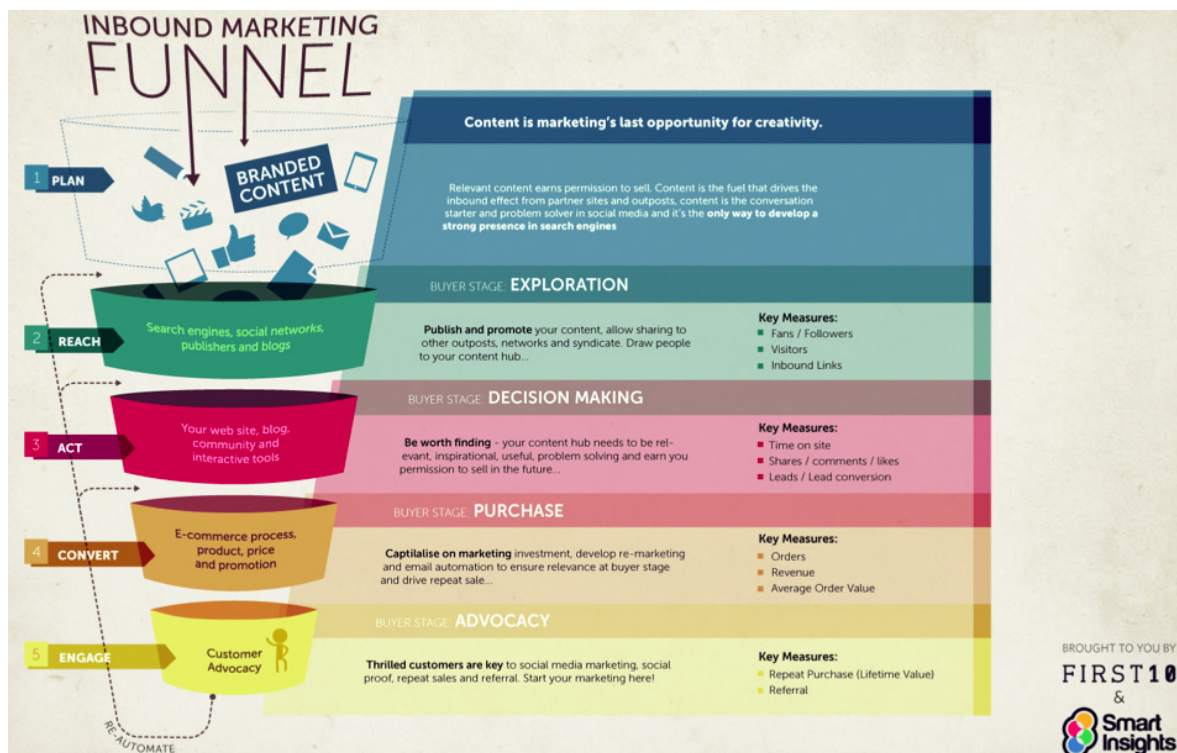 INBOUND MARKETING
FUNNEL
BRANDED
CONTENT
1 PLAN
Content is marketing's last opportunity for creativity.
Relevant content earns permission to sell. Content is the fuel that drives the
inbound effect from partner sites and outposts, content is the conversation
starter and problem solver in social media and it's the only way to develop a
strong presence in search engines
BUYER STAGE: EXPLORATION
2 REACH
Search engines, social networks,
publishers and blogs
Publish and promote your content, allow sharing to
other outposts, networks and syndicate. Draw people
to your content hub...
Key Measures:
Fans / Followers
Visitors
Inbound Links
BUYER STAGE: DECISION MAKING
3 ACT
Your web site, blog,
community and
interactive tools
Be worth finding - your content hub needs to be rel-
evant, inspirational, useful, problem solving and earn you
permission to sell in the future...
Key Measures:
Time on site
Shares / comments / likes
Leads / Lead conversion
BUYER STAGE: PURCHASE
4 CONVERT
E-commerce process,
product, price
and promotion
Captilalise on marketing investment, develop re-marketing
and email automation to ensure relevance at buyer stage
and drive repeat sale...
Key Measures:
Orders
Revenue
Average Order Value
BUYER STAGE: ADVOCACY
5 ENGAGE
Customer
Advocacy
Thrilled customers are key to social media marketing, social
proof, repeat sales and referral. Start your marketing here!
Key Measures:
Repeat Purchase (Lifetime Value)
Referral
RE-AUTOMATE
BROUGHT TO YOU BY
FIRST10
&
Smart
Insights